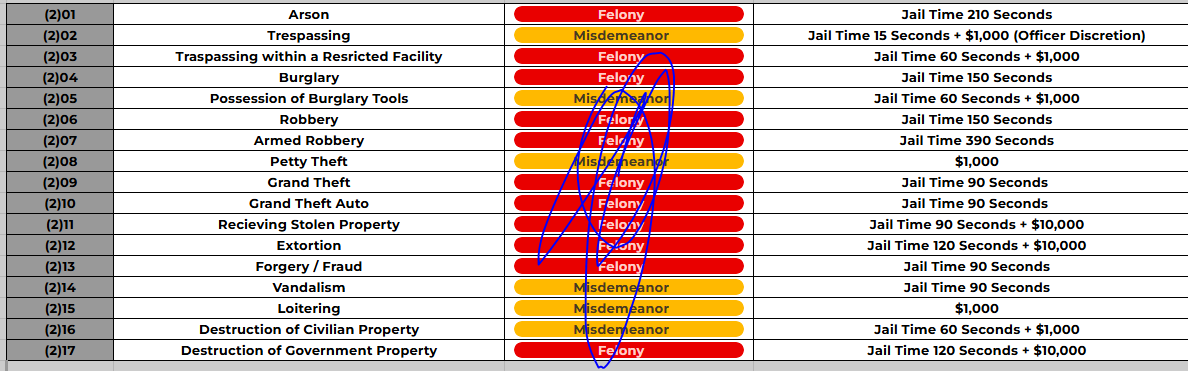 (2)01 Arson Felony Jail Time 210 Seconds
(2)02 Trespassing Misdemeanor Jail Time 15 Seconds + $1,000 (Officer Discretion)
(2)03 Traspassing within a Resricted Facility Felony Jail Time 60 Seconds + $1,000
(2)04 Burglary Felony Jail Time 150 Seconds
(2)05 Possession of Burglary Tools Misdemeanor Jail Time 60 Seconds + $1,000
(2)06 Robbery Felony Jail Time 150 Seconds
(2)07 Armed Robbery Felony Jail Time 390 Seconds
(2)08 Petty Theft Misdemeanor $1,000
(2)09 Grand Theft Felony Jail Time 90 Seconds
(2)10 Grand Theft Auto Felony Jail Time 90 Seconds
(2)11 Recieving Stolen Property Felony Jail Time 90 Seconds + $10,000
(2)12 Extortion Felony Jail Time 120 Seconds + $10,000
(2)13 Forgery / Fraud Felony Jail Time 90 Seconds
(2)14 Vandalism Misdemeanor Jail Time 90 Seconds
(2)15 Loitering Misdemeanor $1,000
(2)16 Destruction of Civilian Property Misdemeanor Jail Time 60 Seconds + $1,000
(2)17 Destruction of Government Property Felony Jail Time 120 Seconds + $10,000